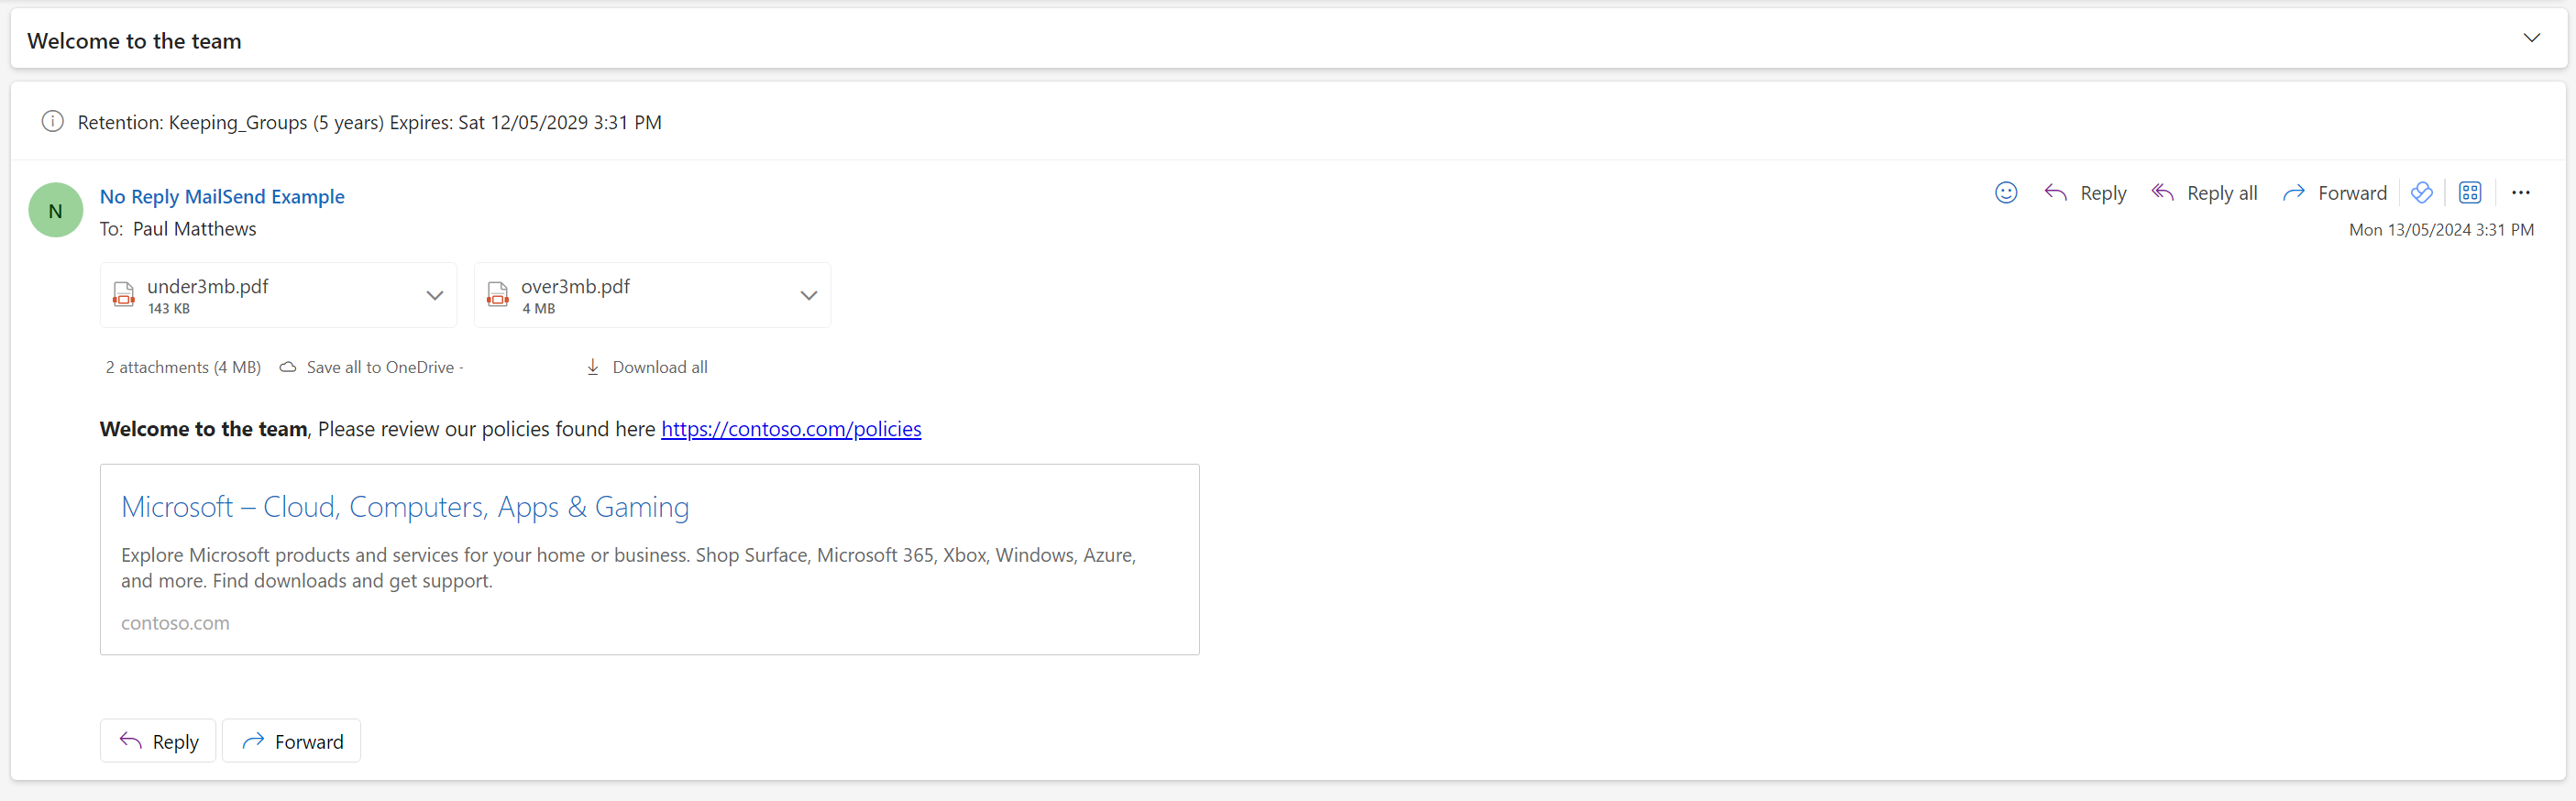 Welcome to the team
Retention: Keeping_Groups (5 years) Expires: Sat 12/05/2029 3:31 PM
N
No Reply MailSend Example
Reply
Reply all
Forward
To: Paul Matthews
Mon 13/05/2024 3:31 PM
under3mb.pdf
143 KB
over3mb.pdf
4 MB
2 attachments (4 MB)
Save all to OneDrive -
Download all
Welcome to the team, Please review our policies found here https://contoso.com/policies
Microsoft – Cloud, Computers, Apps & Gaming
Explore Microsoft products and services for your home or business. Shop Surface, Microsoft 365, Xbox, Windows, Azure,
and more. Find downloads and get support.
contoso.com
Reply
Forward